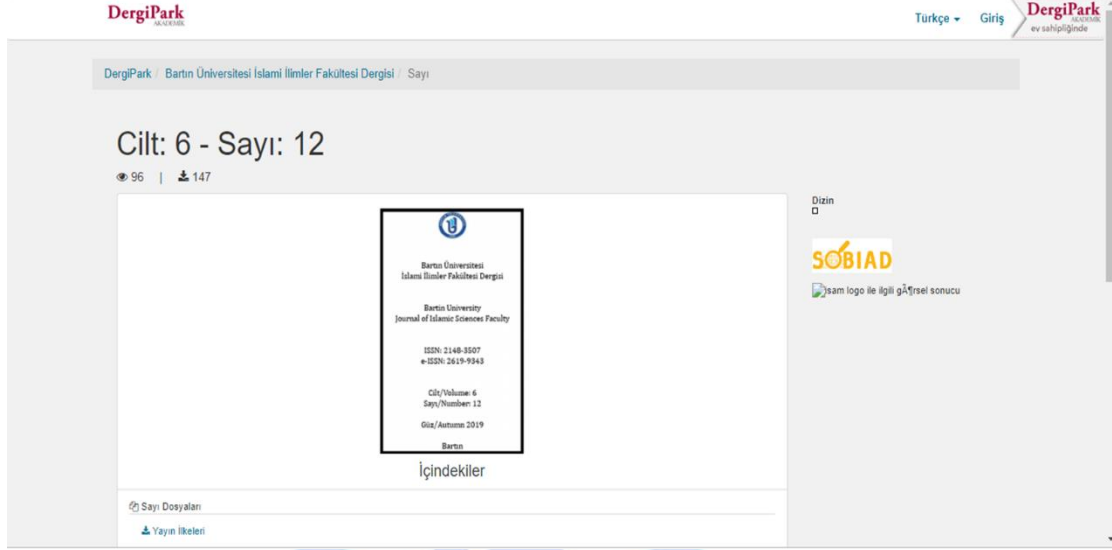 DergiPark
AKADEMİK
Türkçe
Giriş
DergiPark
AKADEMİK
ev sahipliğinde
DergiPark / Bartın Üniversitesi İslami İlimler Fakültesi Dergisi / Sayı
Cilt: 6 - Sayı: 12
96 | 147
Bartın Üniversitesi
İslami İlimler Fakültesi Dergisi
Bartin University
Journal of Islamic Sciences Faculty
ISSN: 2148-3507
e-ISSN: 2619-9343
Cilt/Volume: 6
Sayı/Number: 12
Güz/Autumn 2019
Bartın
İçindekiler
Sayı Dosyaları
Yayın İlkeleri
Dizin
SOBIAD
isam logo ile ilgili gÃ¶rsel sonucu